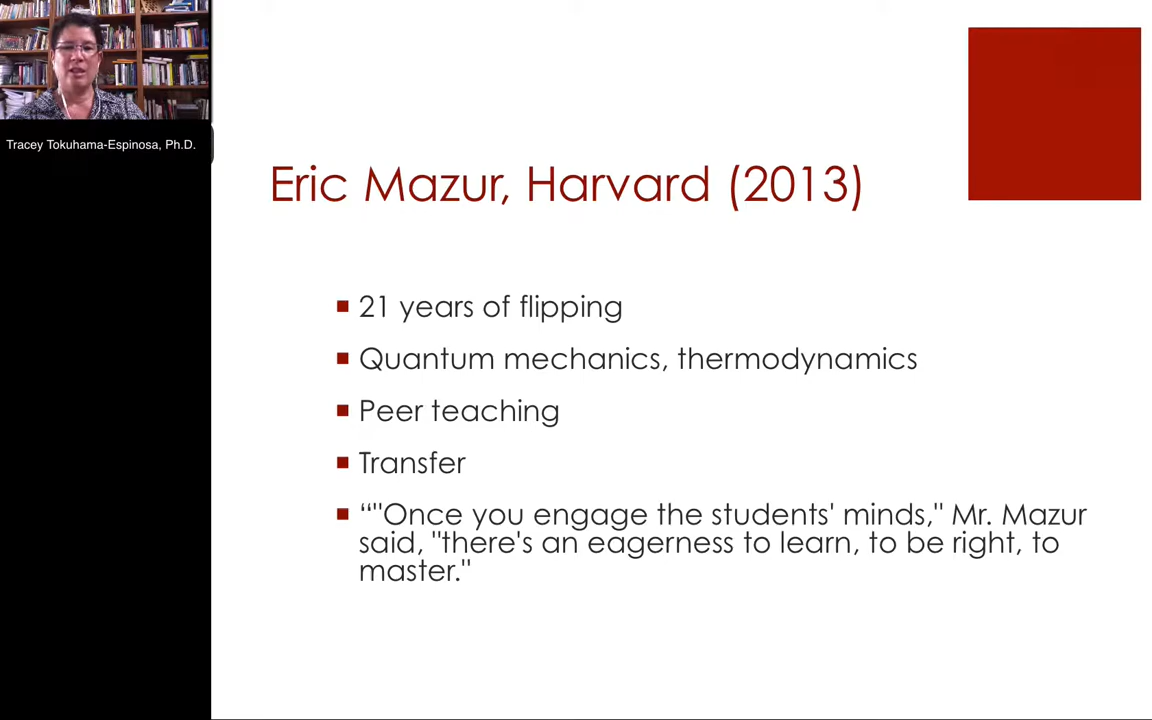 Tracey Tokuhama-Espinosa, Ph.D.
Eric Mazur, Harvard (2013)
21 years of flipping
Quantum mechanics, thermodynamics
Peer teaching
Transfer
“"Once you engage the students' minds," Mr. Mazur
said, "there's an eagerness to learn, to be right, to
master."